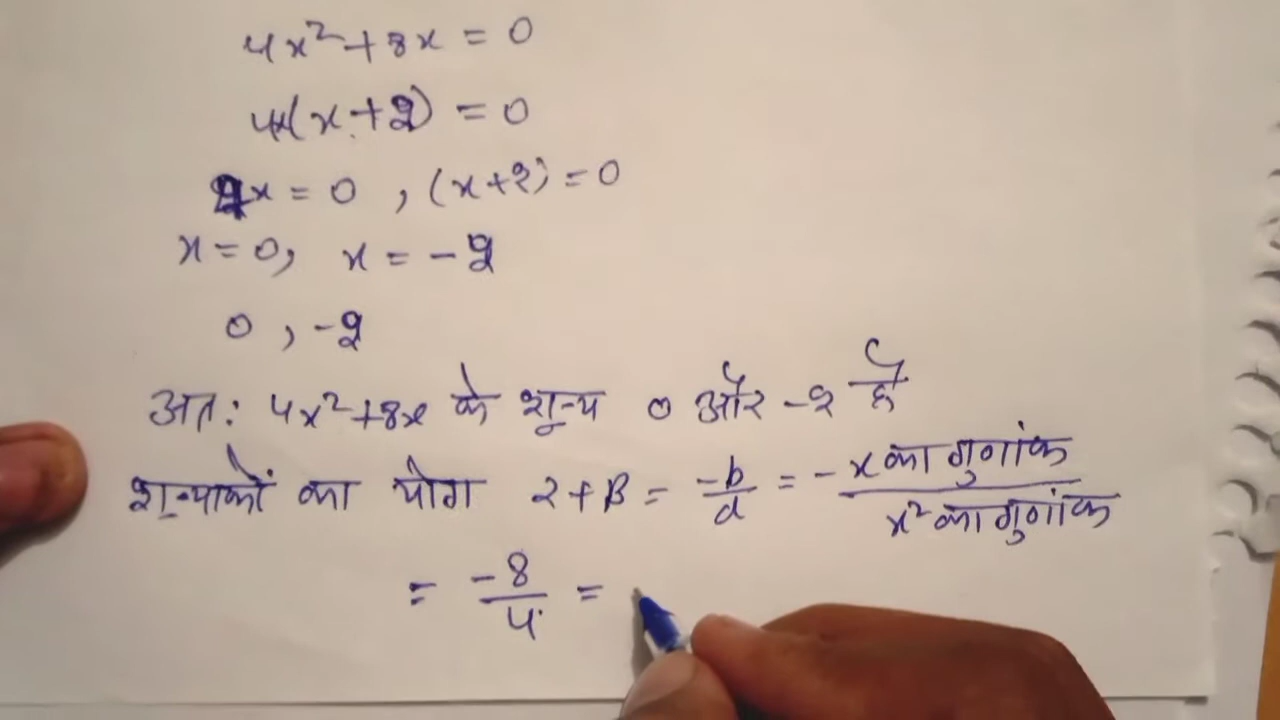 4x²+8x = 0
4x(x+2) = 0
4x = 0 , (x+2) = 0
x = 0, x = -2
0 , -2
अतः 4x²+8x के शून्य 0 और -2 हैं
शून्यांकों का योग α+β = -b/a = -x का गुणांक/x² का गुणांक
= -8/4 =